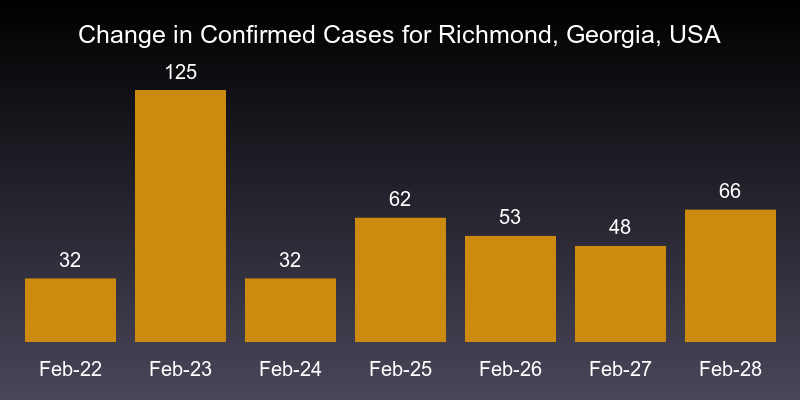 Change in Confirmed Cases for Richmond, Georgia, USA
125
66
62
53
48
32
32
Feb-22
Feb-23
Feb-24
Feb-25
Feb-26
Feb-27
Feb-28